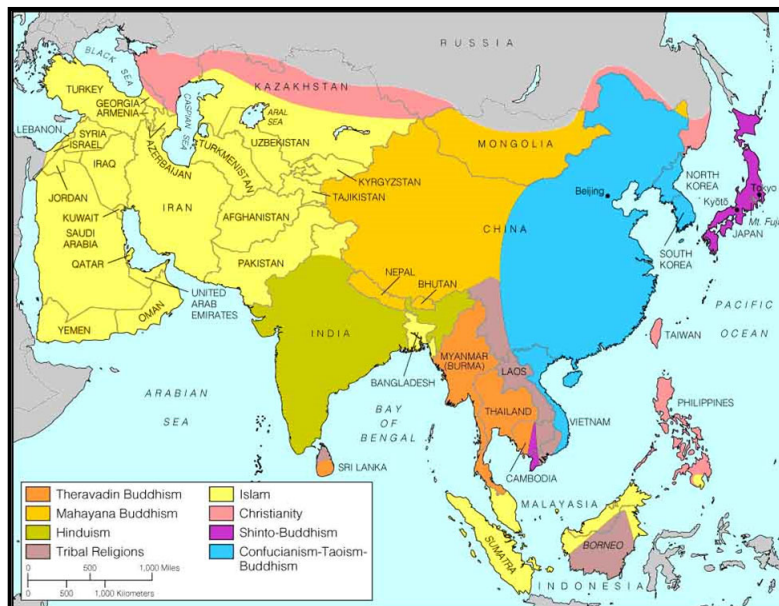 RUSSIA
BLACK SEA
TURKEY
GEORGIA
ARMENIA
CASPIAN SEA
KAZAKHSTAN
ARAL
SEA
LEBANON
SYRIA
ISRAEL
AZERBAIJAN
TURKMENISTAN
UZBEKISTAN
MONGOLIA
IRAQ
JORDAN
KYRGYZSTAN
TAJIKISTAN
NORTH
KOREA
Beijing
Tokyo
Kyōtō
Mt. Fuji
JAPAN
KUWAIT
SAUDI
ARABIA
IRAN
AFGHANISTAN
CHINA
SOUTH
KOREA
QATAR
PAKISTAN
NEPAL
BHUTAN
UNITED
ARAB
EMIRATES
OMAN
YEMEN
INDIA
PACIFIC
OCEAN
TAIWAN
BANGLADESH
MYANMAR
(BURMA)
LAOS
ARABIAN
SEA
BAY
OF
BENGAL
THAILAND
VIETNAM
PHILIPPINES
SRI LANKA
CAMBODIA
MALAYASIA
SUMATRA
BORNEO
INDONESIA
Theravadin Buddhism
Mahayana Buddhism
Hinduism
Tribal Religions
Islam
Christianity
Shinto-Buddhism
Confucianism-Taoism-
Buddhism
0 500 1,000 Miles
0 500 1,000 Kilometers